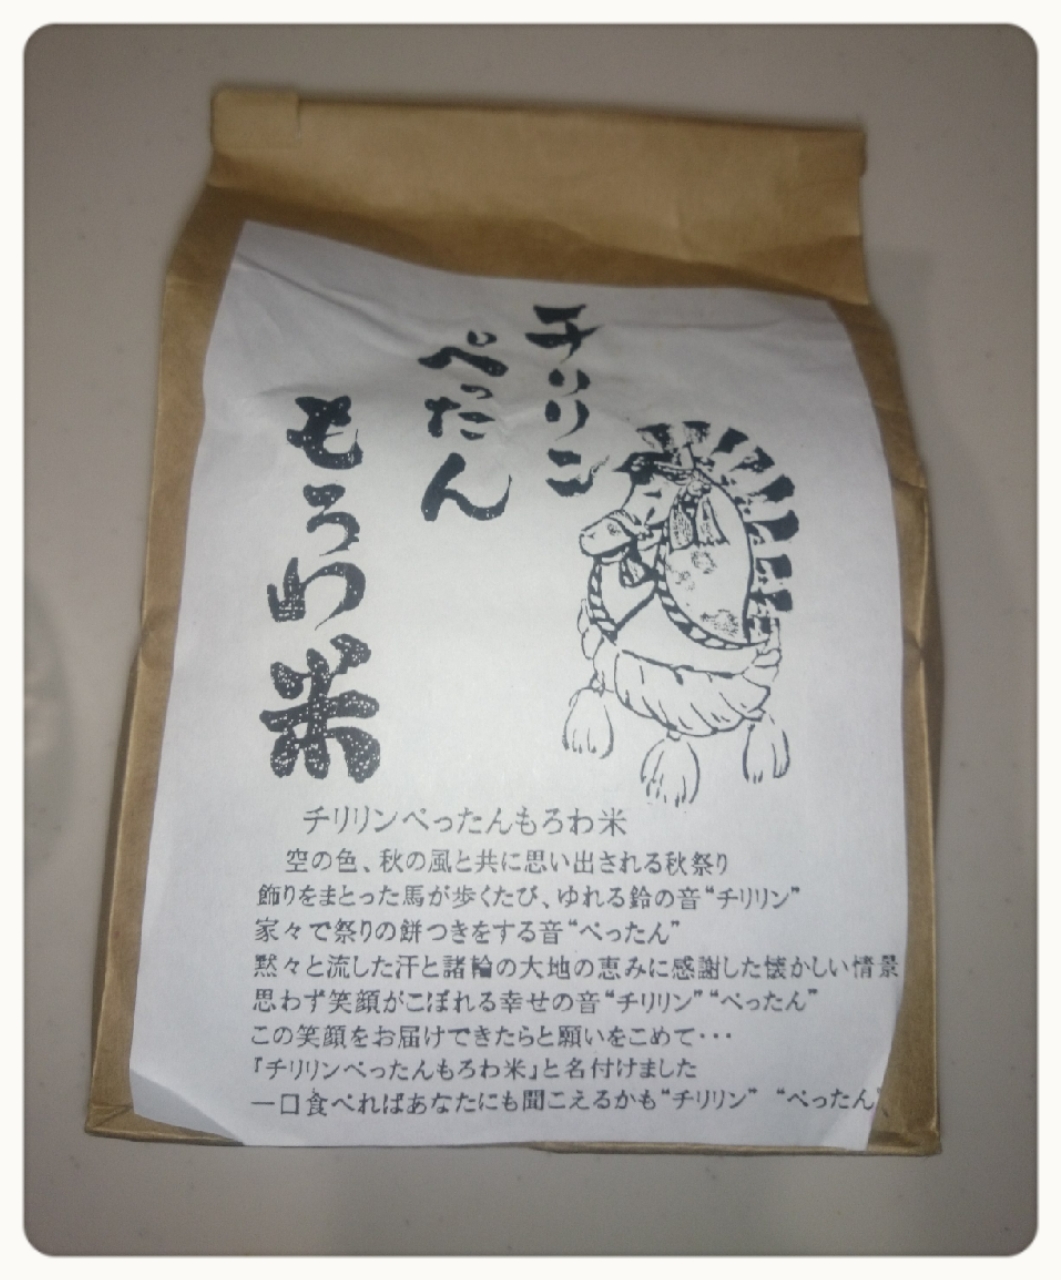 チリリン
ぺったん
もろわ米
チリリンぺったんもろわ米
空の色、秋の風と共に思い出される秋祭り
飾りをまとった馬が歩くたび、ゆれる鈴の音“チリリン”
家々で祭りの餅つきをする音“ぺったん”
黙々と流した汗と諸輪の大地の恵みに感謝した懐かしい情景
思わず笑顔がこぼれる幸せの音“チリリン”“ぺったん”
この笑顔をお届けできたらと願いをこめて・・・
『チリリンぺったんもろわ米』と名付けました
一口食べればあなたにも聞こえるかも“チリリン” “ぺったん”